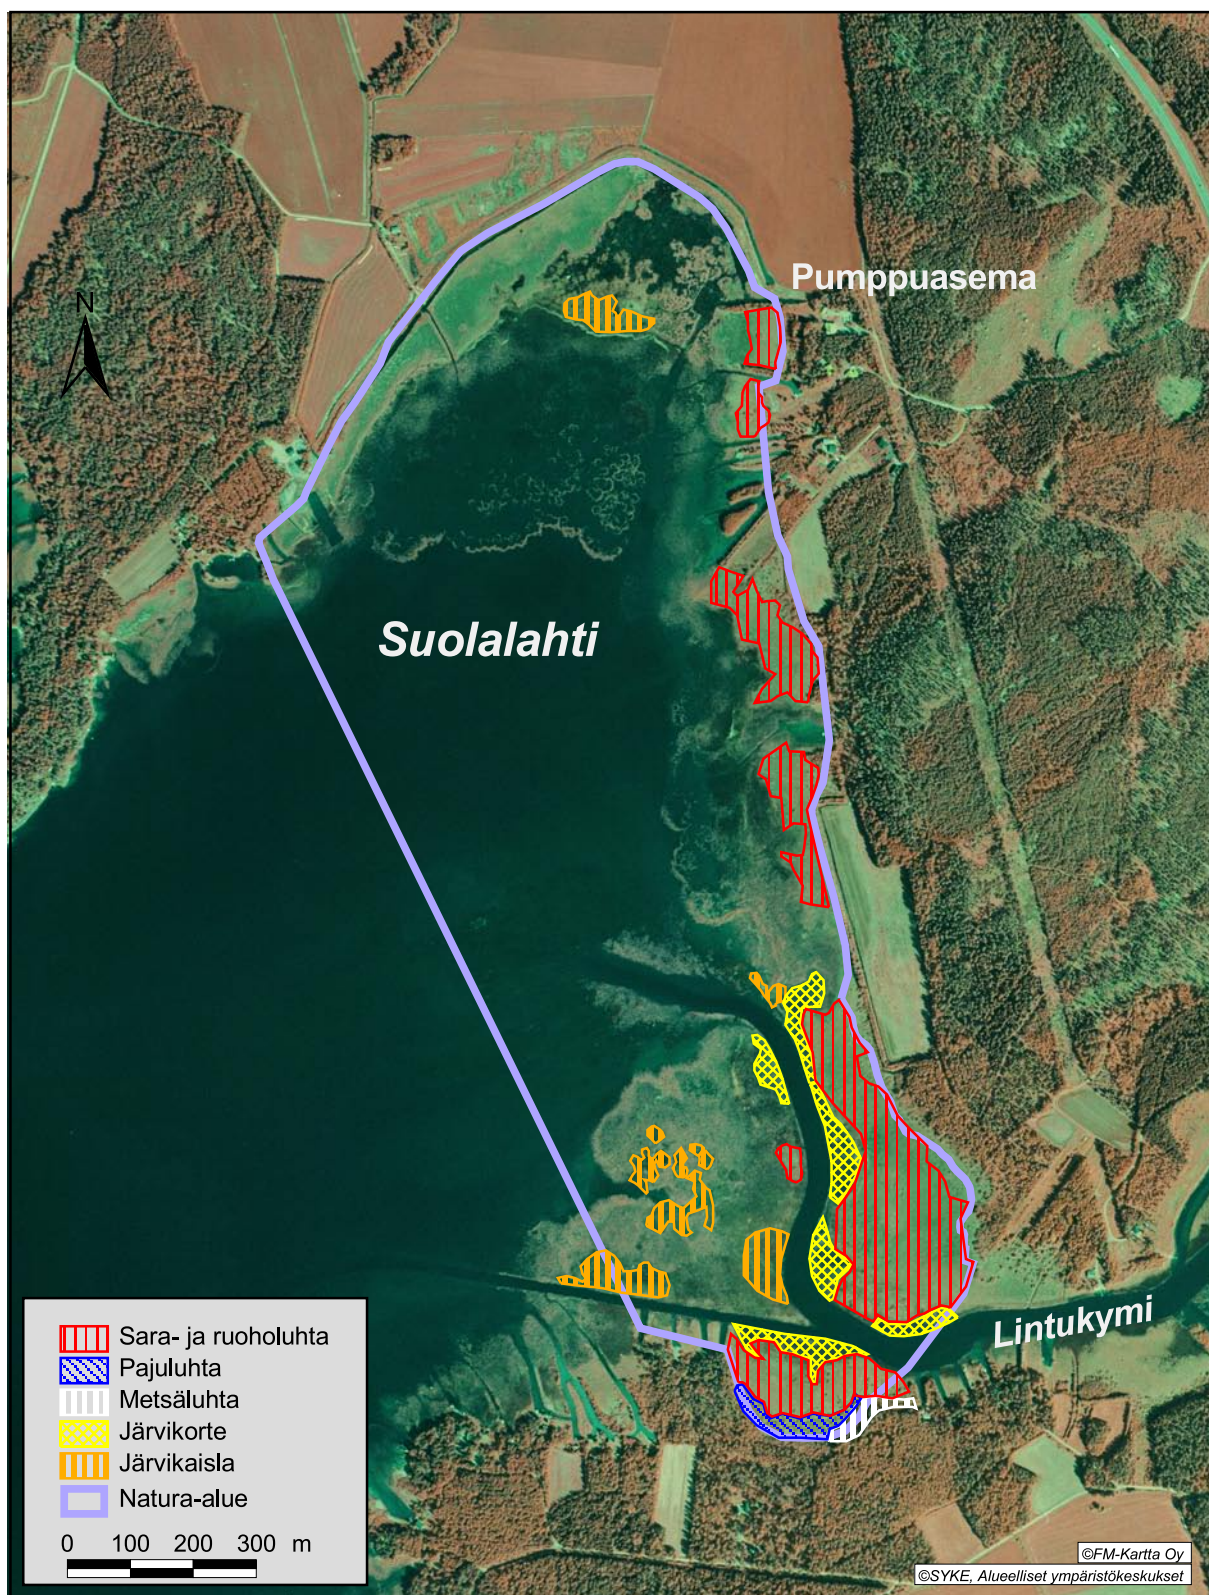 Pumppuasema
N
Suolalahti
Lintukymi
Sara- ja ruoholuhta
Pajuluhta
Metsäluhta
Järvikorte
Järvikaisla
Natura-alue
0 100 200 300 m
©FM-Kartta Oy
©SYKE, Alueelliset ympäristökeskukset